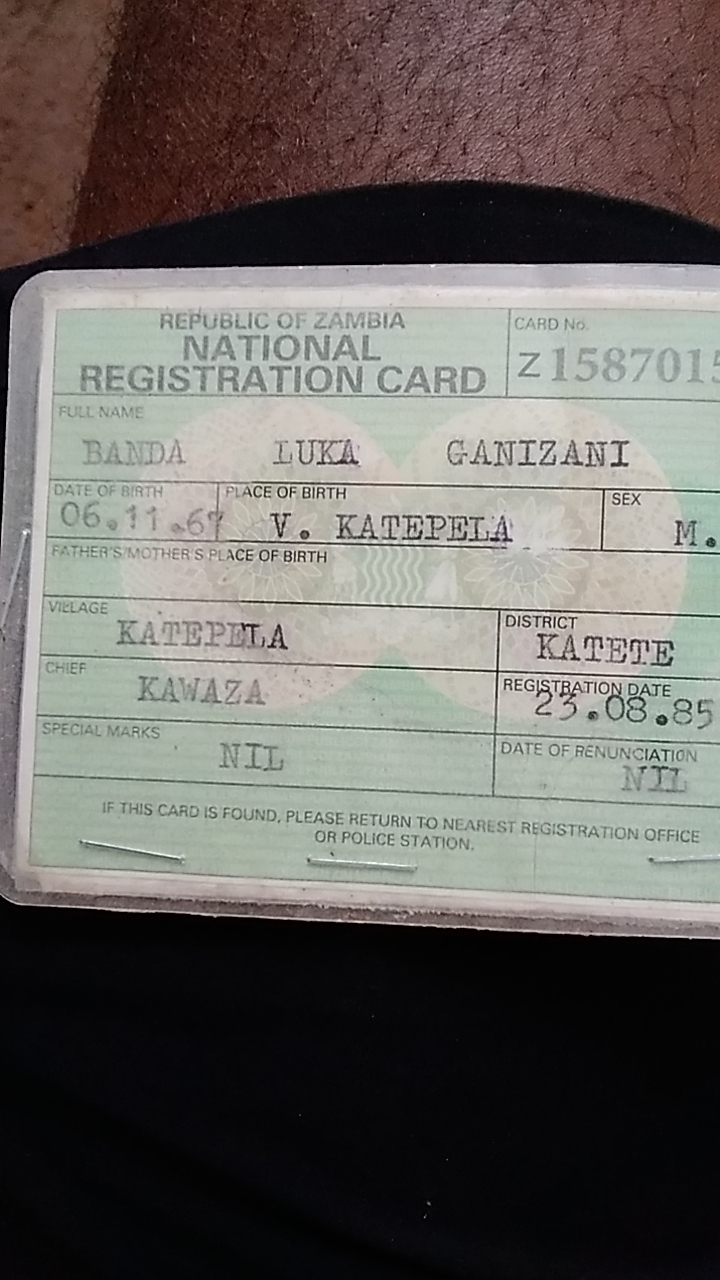 REPUBLIC OF ZAMBIA
NATIONAL
REGISTRATION CARD
CARD No.
Z 1587015
FULL NAME
BANDA LUKA GANIZANI
DATE OF BIRTH
06.11.67
PLACE OF BIRTH
V. KATEPELA
SEX
M.
FATHER'S/MOTHER'S PLACE OF BIRTH
VILLAGE
KATEPELA
DISTRICT
KATETE
CHIEF
KAWAZA
REGISTRATION DATE
23.08.85
SPECIAL MARKS
NIL
DATE OF RENUNCIATION
NIL
IF THIS CARD IS FOUND, PLEASE RETURN TO NEAREST REGISTRATION OFFICE
OR POLICE STATION.